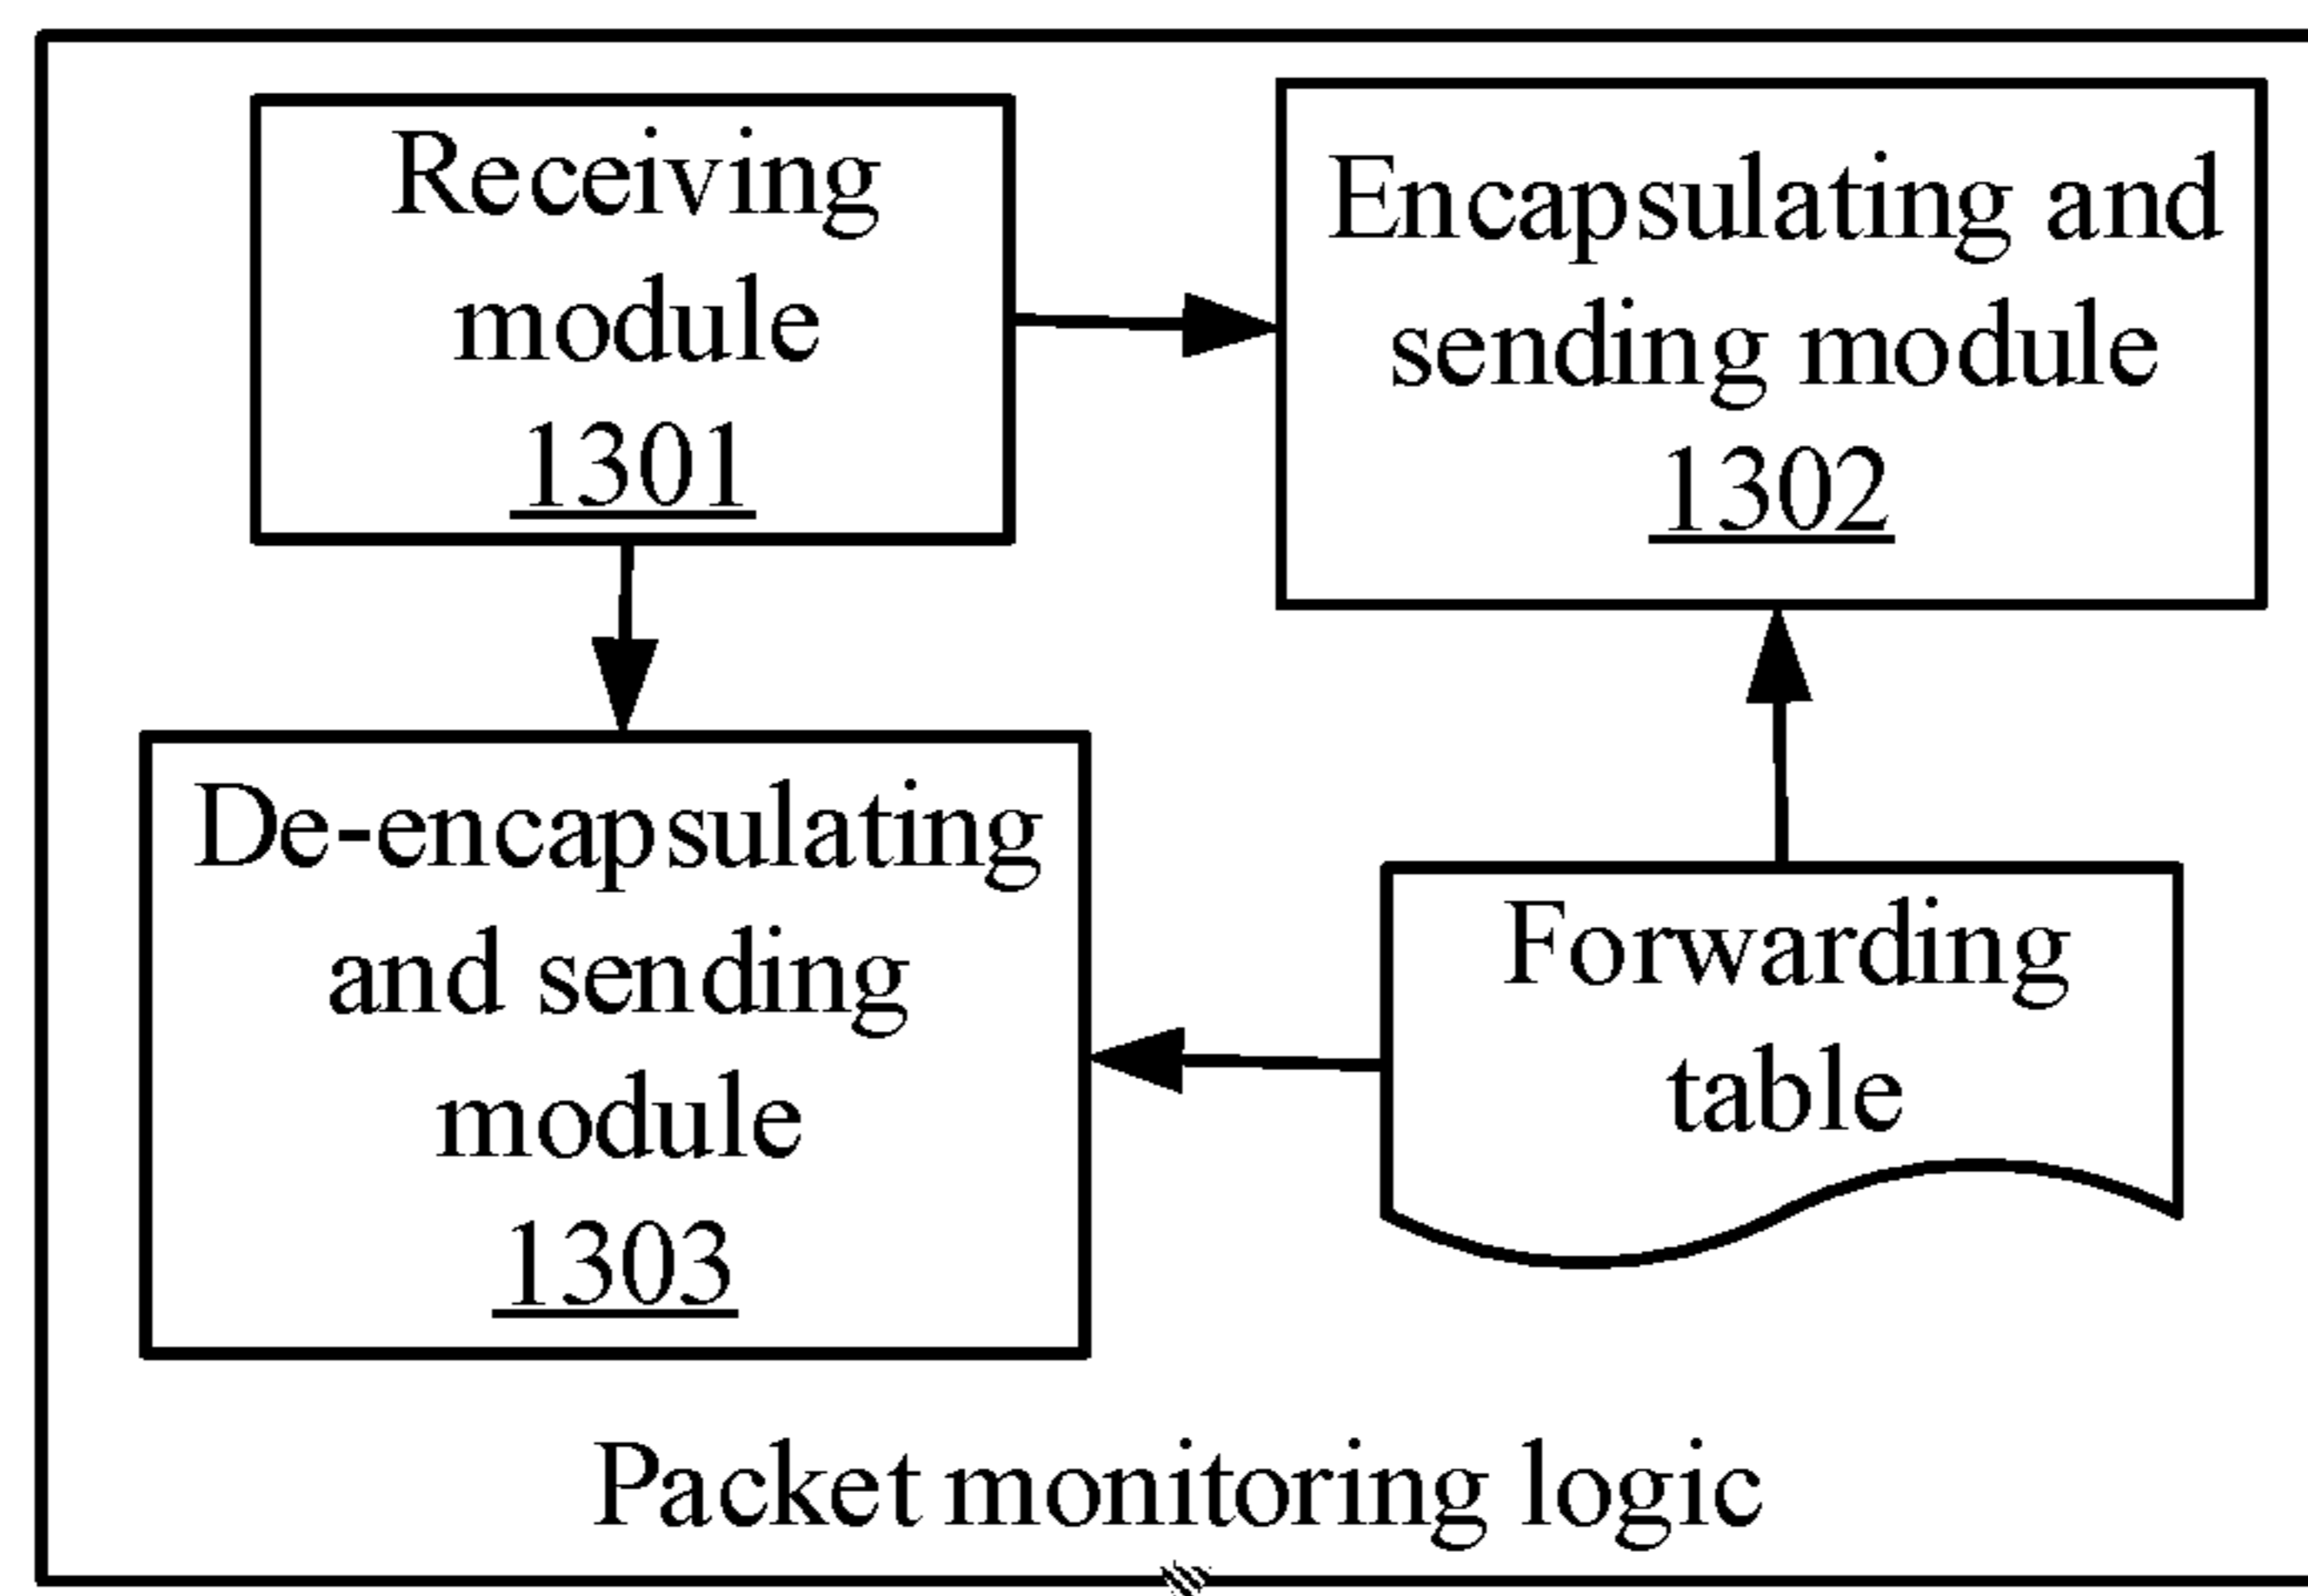 Receiving
module
1301
Encapsulating and
sending module
1302
De-encapsulating
and sending
module
1303
Forwarding
table
Packet monitoring logic